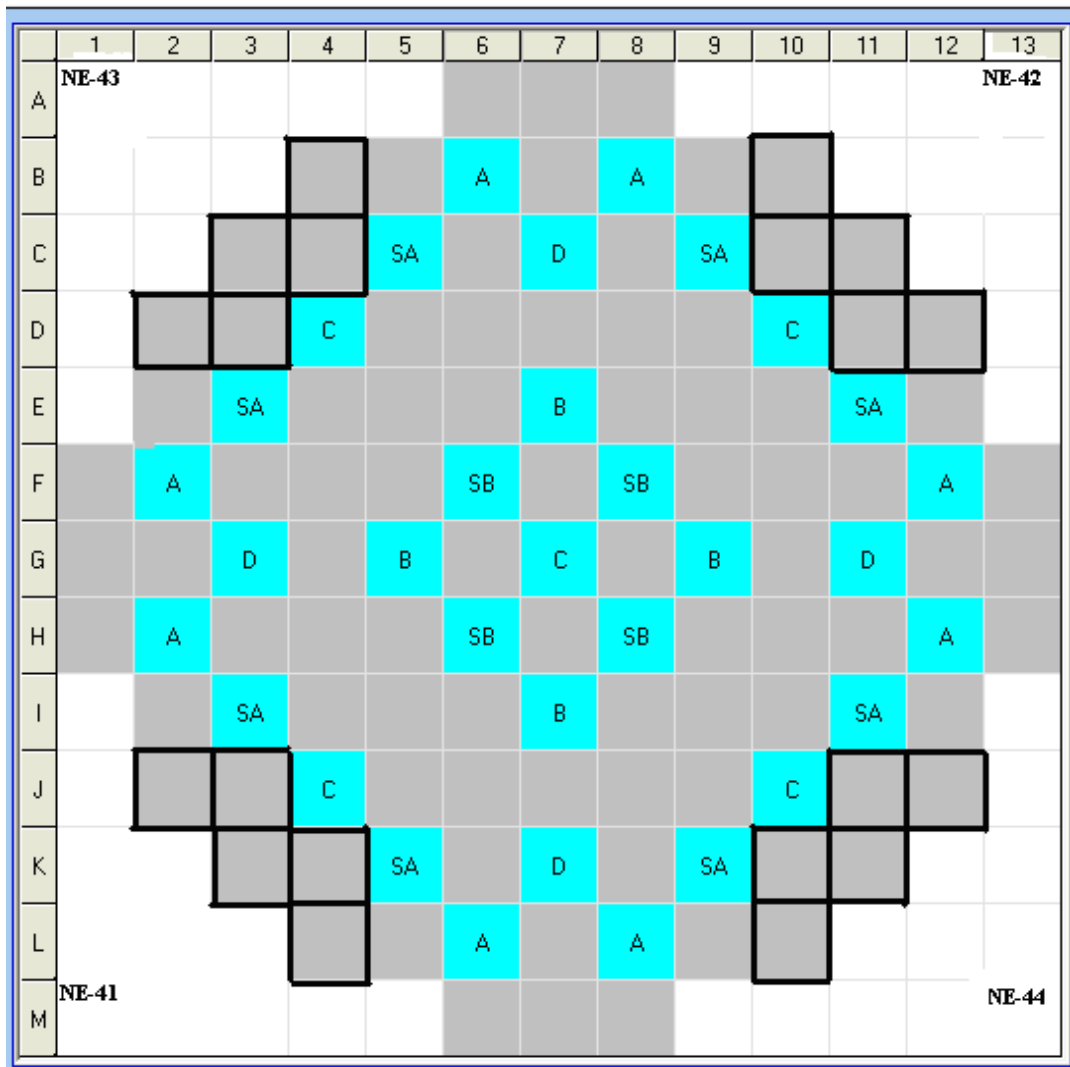 1 2 3 4 5 6 7 8 9 10 11 12 13
NE-43 NE-42
A
B A A
C SA D SA
D C C
E SA B SA
F A SB SB A
G D B C B D
H A SB SB A
I SA B SA
J C C
K SA D SA
L A A
NE-41 NE-44
M